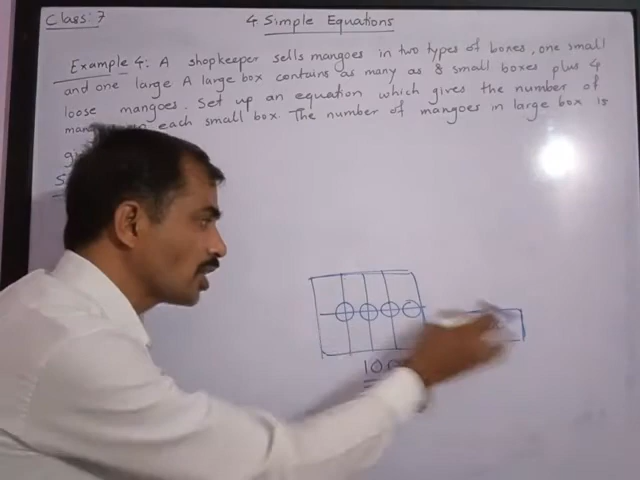 Class: 7
4 Simple Equations
Example 4: A shopkeeper sells mangoes in two types of boxes, one small
and one large A large box contains as many as 8 small boxes plus 4
loose mangoes. Set up an equation which gives the number of
each small box. The number of mangoes in large box is